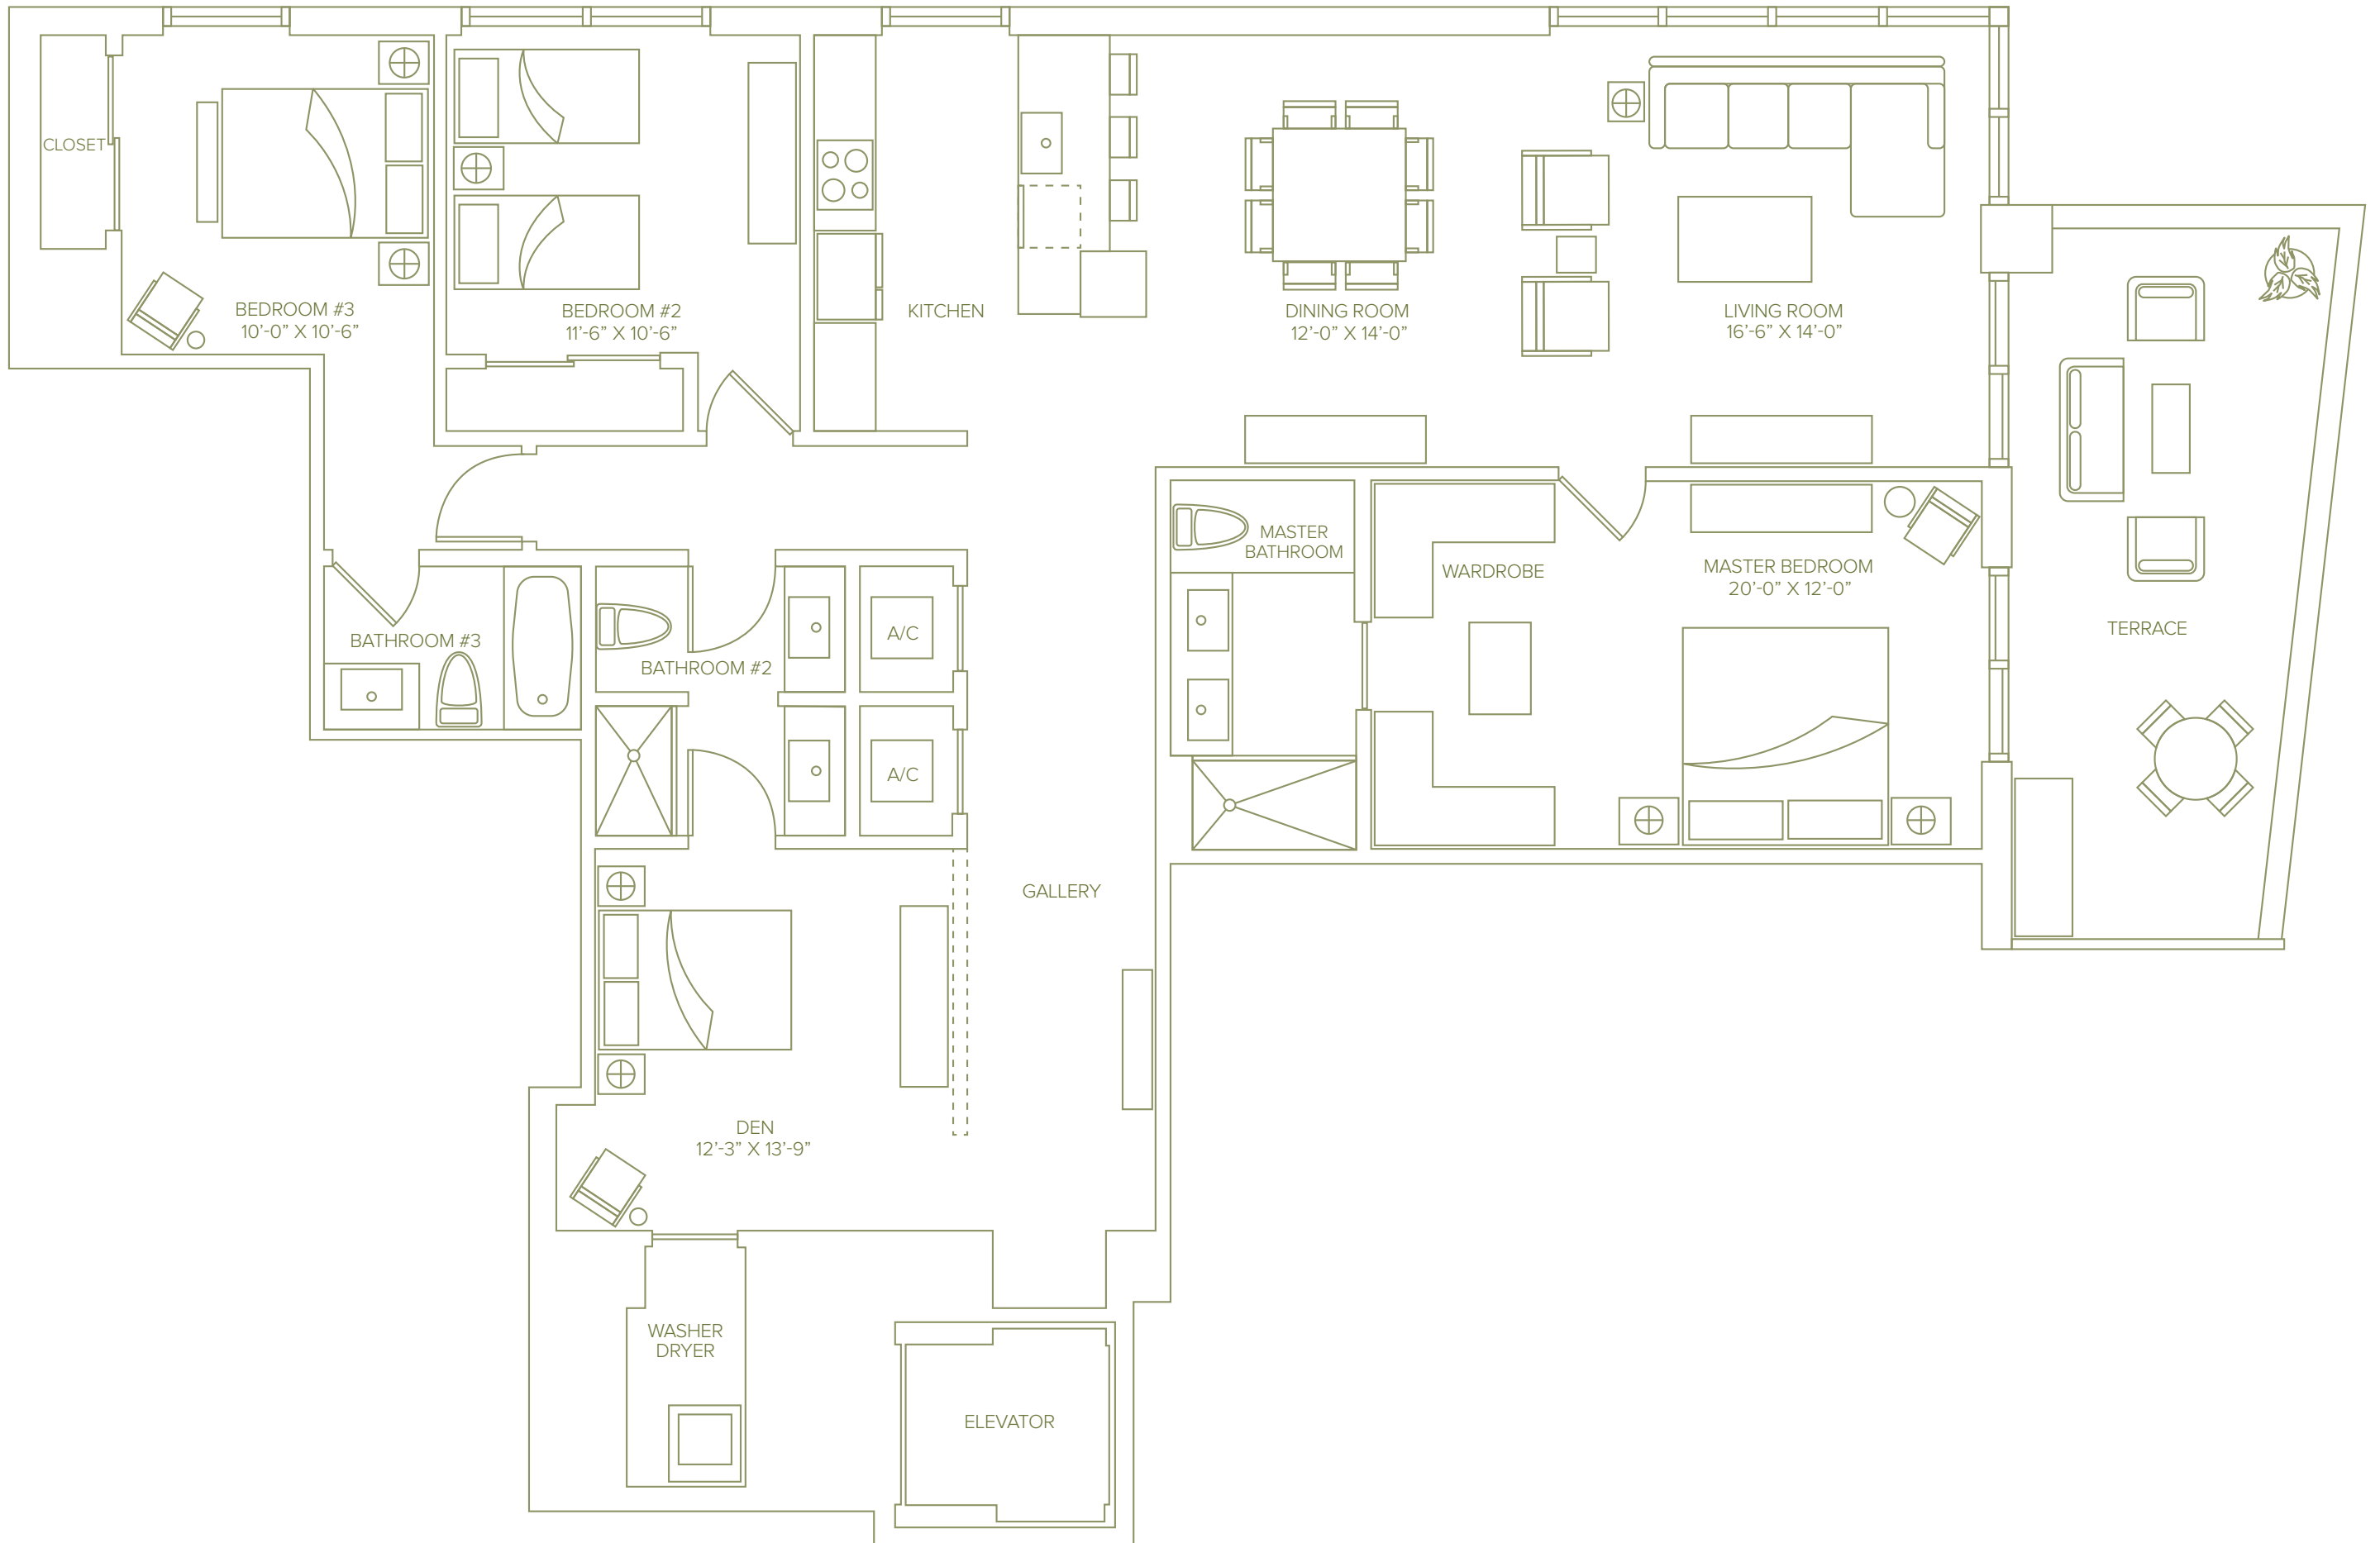 CLOSET
BEDROOM #3
10’-0” X 10’-6”
BEDROOM #2
11’-6” X 10’-6”
KITCHEN
DINING ROOM
12’-0” X 14’-0”
LIVING ROOM
16’-6” X 14’-0”
MASTER
BATHROOM
WARDROBE
MASTER BEDROOM
20’-0” X 12’-0”
TERRACE
BATHROOM #3
BATHROOM #2
A/C
A/C
GALLERY
DEN
12’-3” X 13’-9”
WASHER
DRYER
ELEVATOR